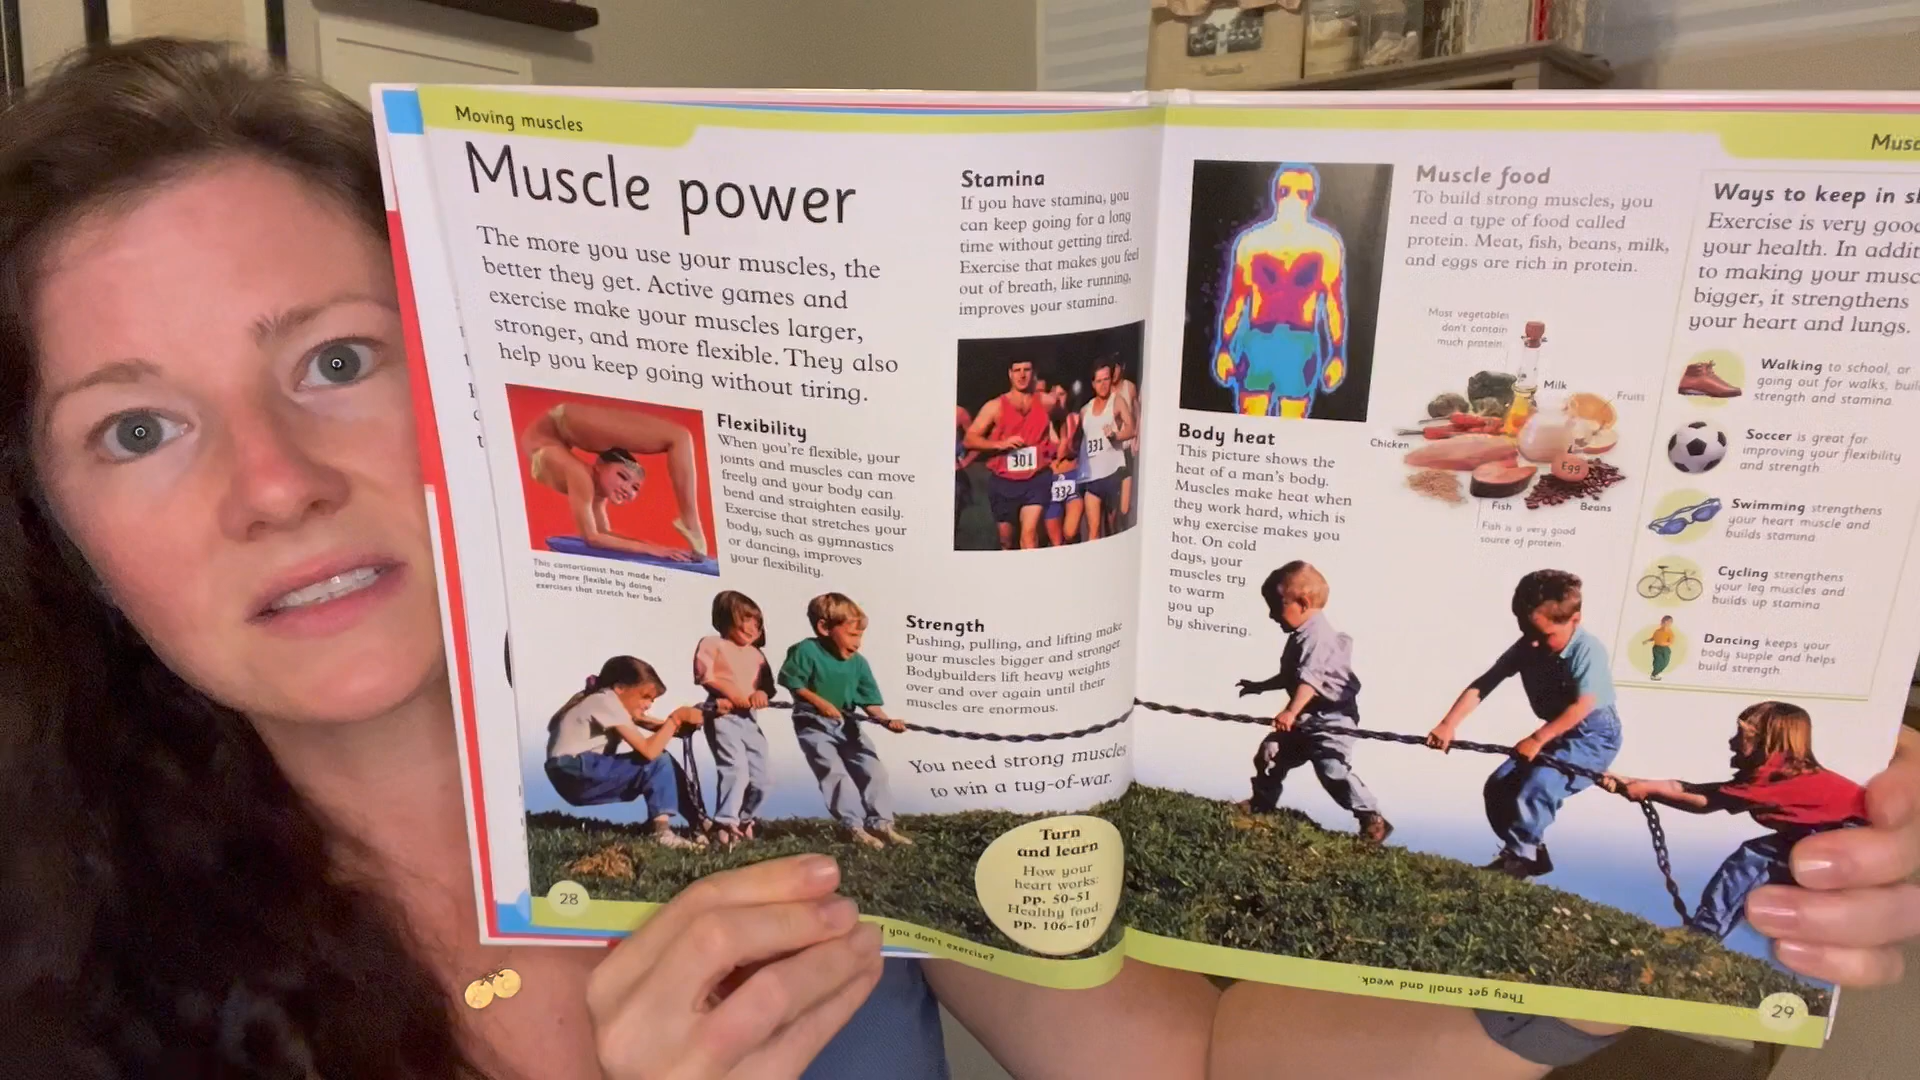 Moving muscles
Muscle power
The more you use your muscles, the
better they get. Active games and
exercise make your muscles larger,
stronger, and more flexible. They also
help you keep going without tiring.
Flexibility
When you're flexible, your
joints and muscles can move
freely and your body can
bend and straighten easily.
Exercise that stretches your
body, such as gymnastics
or dancing, improves
your flexibility.
This contortionist has made her
body more flexible by doing
exercises that stretch her back.
Stamina
If you have stamina, you
can keep going for a long
time without getting tired.
Exercise that makes you feel
out of breath, like running,
improves your stamina.
301
332
331
Strength
Pushing, pulling, and lifting make
your muscles bigger and stronger.
Bodybuilders lift heavy weights
over and over again until their
muscles are enormous.
You need strong muscles
to win a tug-of-war.
Turn
and learn
How your
heart works:
pp. 50-51
Healthy food:
pp. 106-107
28
you don't exercise?
Body heat
This picture shows the
heat of a man's body.
Muscles make heat when
they work hard, which is
why exercise makes you
hot. On cold
days, your
muscles try
to warm
you up
by shivering.
Muscle food
To build strong muscles, you
need a type of food called
protein. Meat, fish, beans, milk,
and eggs are rich in protein.
Most vegetables
don't contain
much protein.
Milk
Fruits
Chicken
Egg
Fish
Beans
Fish is a very good
source of protein.
Ways to keep in
Exercise is very
your health. In
to making your
bigger, it strengthens
your heart and lungs.
Walking to school, or
going out for walks,
strength and stamina.
Soccer is great for
improving your flexibility
and strength.
Swimming strengthens
your heart muscle and
builds stamina.
Cycling strengthens
your leg muscles and
builds up stamina.
Dancing keeps your
body supple and helps
build strength.
They get small and weak.
29